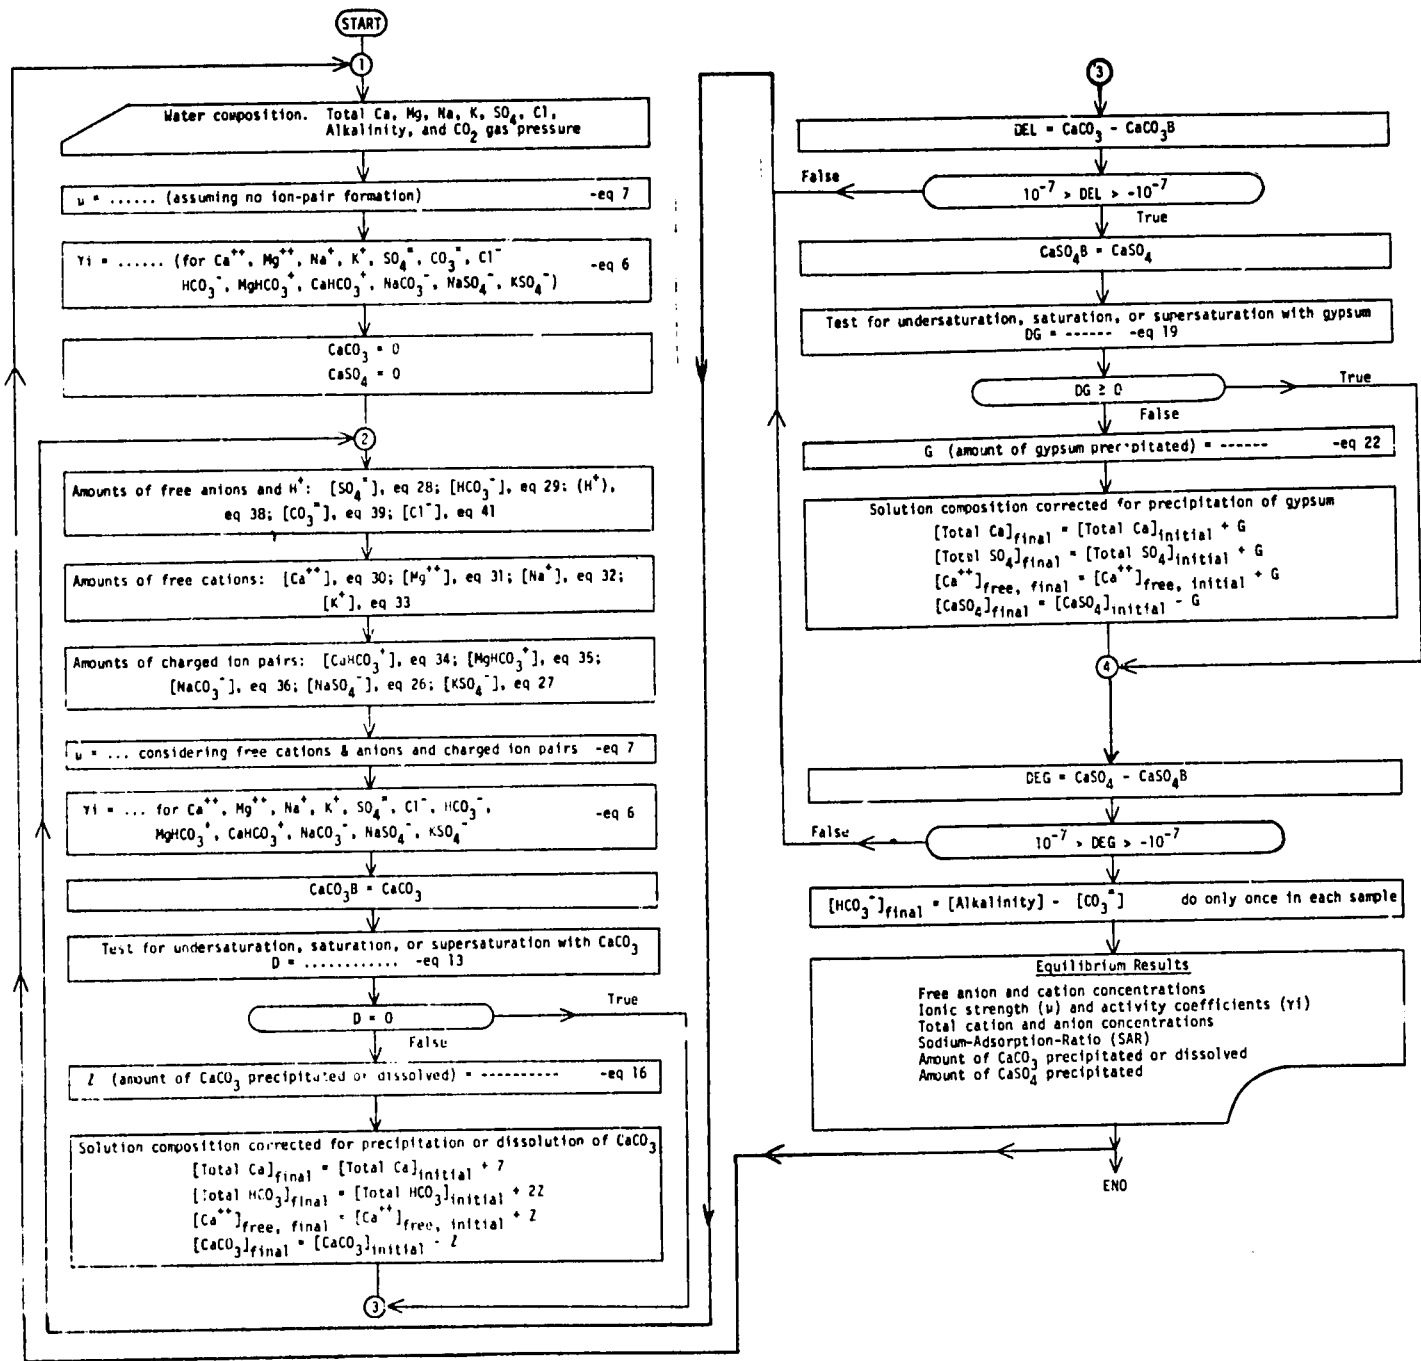 START
1
Water composition. Total Ca, Mg, Na, K, SO₄, Cl,
Alkalinity, and CO₂ gas pressure
μ = ...... (assuming no ion-pair formation) -eq 7
γi = ...... (for Ca⁺⁺, Mg⁺⁺, Na⁺, K⁺, SO₄⁼, CO₃⁼, Cl⁻ -eq 6
HCO₃⁻, MgHCO₃⁺, CaHCO₃⁺, NaCO₃⁻, NaSO₄⁻, KSO₄⁻)
CaCO₃ = 0
CaSO₄ = 0
2
Amounts of free anions and H⁺: [SO₄⁼], eq 28; [HCO₃⁻], eq 29; (H⁺),
eq 38; [CO₃⁼], eq 39; [Cl⁻], eq 41
Amounts of free cations: [Ca⁺⁺], eq 30; [Mg⁺⁺], eq 31; [Na⁺], eq 32;
[K⁺], eq 33
Amounts of charged ion pairs: [CaHCO₃⁺], eq 34; [MgHCO₃⁺], eq 35;
[NaCO₃⁻], eq 36; [NaSO₄⁻], eq 26; [KSO₄⁻], eq 27
μ = ... considering free cations & anions and charged ion pairs -eq 7
γi = ... for Ca⁺⁺, Mg⁺⁺, Na⁺, K⁺, SO₄⁼, Cl⁻, HCO₃⁻, -eq 6
MgHCO₃⁺, CaHCO₃⁺, NaCO₃⁻, NaSO₄⁻, KSO₄⁻
CaCO₃B = CaCO₃
Test for undersaturation, saturation, or supersaturation with CaCO₃
D = ............ -eq 13
D = 0
True
False
Z (amount of CaCO₃ precipitated or dissolved) = ---------- -eq 16
Solution composition corrected for precipitation or dissolution of CaCO₃
[Total Ca]final = [Total Ca]initial + Z
[Total HCO₃]final = [Total HCO₃]initial + 2Z
[Ca⁺⁺]free, final = [Ca⁺⁺]free, initial + Z
[CaCO₃]final = [CaCO₃]initial - Z
3
3
DEL = CaCO₃ - CaCO₃B
False
10⁻⁷ > DEL > -10⁻⁷
True
CaSO₄B = CaSO₄
Test for undersaturation, saturation, or supersaturation with gypsum
DG = ------ -eq 19
DG ≥ 0
True
False
G (amount of gypsum precipitated) = ------ -eq 22
Solution composition corrected for precipitation of gypsum
[Total Ca]final = [Total Ca]initial + G
[Total SO₄]final = [Total SO₄]initial + G
[Ca⁺⁺]free, final = [Ca⁺⁺]free, initial + G
[CaSO₄]final = [CaSO₄]initial - G
4
DEG = CaSO₄ - CaSO₄B
False
10⁻⁷ > DEG > -10⁻⁷
[HCO₃⁻]final = [Alkalinity] - [CO₃⁼] do only once in each sample
Equilibrium Results
Free anion and cation concentrations
Ionic strength (μ) and activity coefficients (γi)
Total cation and anion concentrations
Sodium-Adsorption-Ratio (SAR)
Amount of CaCO₃ precipitated or dissolved
Amount of CaSO₄ precipitated
END